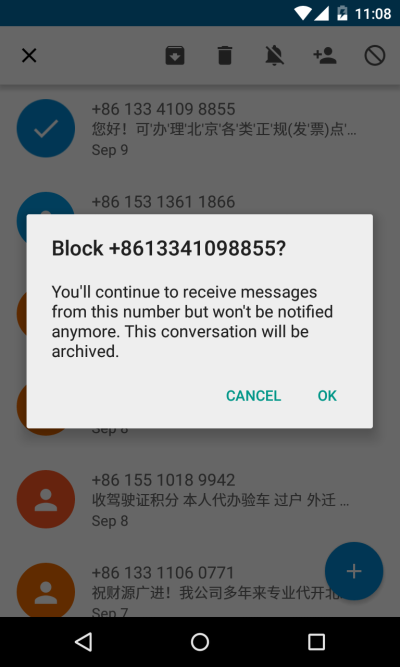 11:08
+86 133 4109 8855
您好！可'办'理'北'京'各'类'正'规(发'票)点'...
Sep 9
+86 153 1361 1866
Block +8613341098855?
You'll continue to receive messages
from this number but won't be notified
anymore. This conversation will be
archived.
CANCEL OK
+86 155 1018 9942
收驾驶证积分 本人代办验车 过户 外迁 ...
Sep 8
+86 133 1106 0771
祝财源广进！我公司多年来专业代开北...
Sep 7